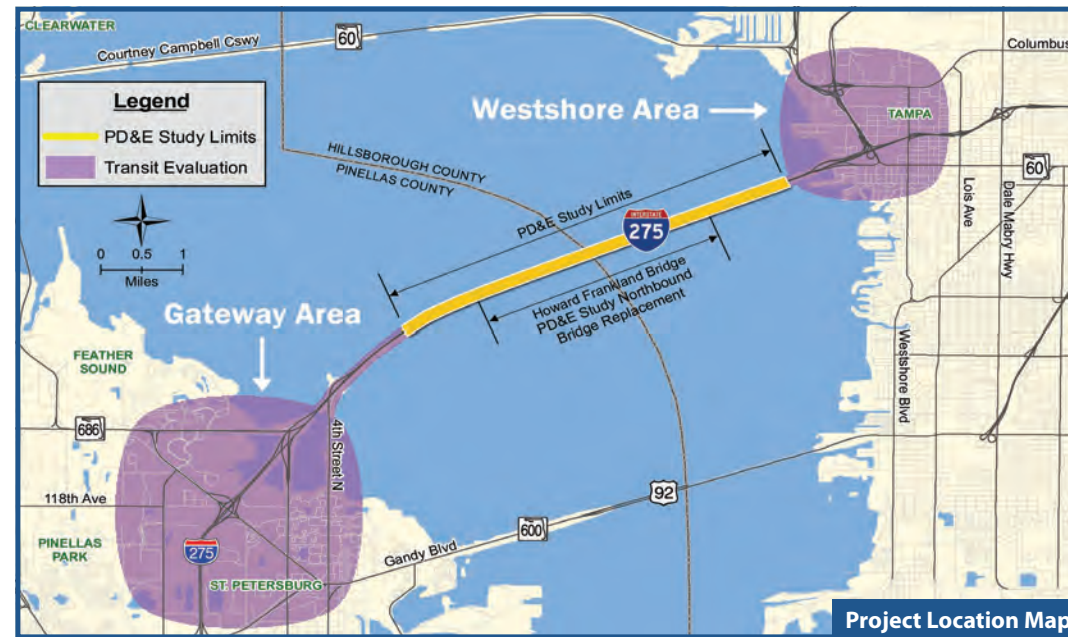 CLEARWATER
Courtney Campbell Cswy
60
Columbus
Legend
PD&E Study Limits
Transit Evaluation
Westshore Area
TAMPA
HILLSBOROUGH COUNTY
PINELLAS COUNTY
60
Lois Ave
Dale Mabry Hwy
PD&E Study Limits
INTERSTATE
275
0 0.5 1
Miles
Howard Frankland Bridge
PD&E Study Northbound
Bridge Replacement
Gateway Area
Westshore Blvd
FEATHER
SOUND
686
4th Street N
118th Ave
92
600
Gandy Blvd
PINELLAS
PARK
275
ST. PETERSBURG
Project Location Map